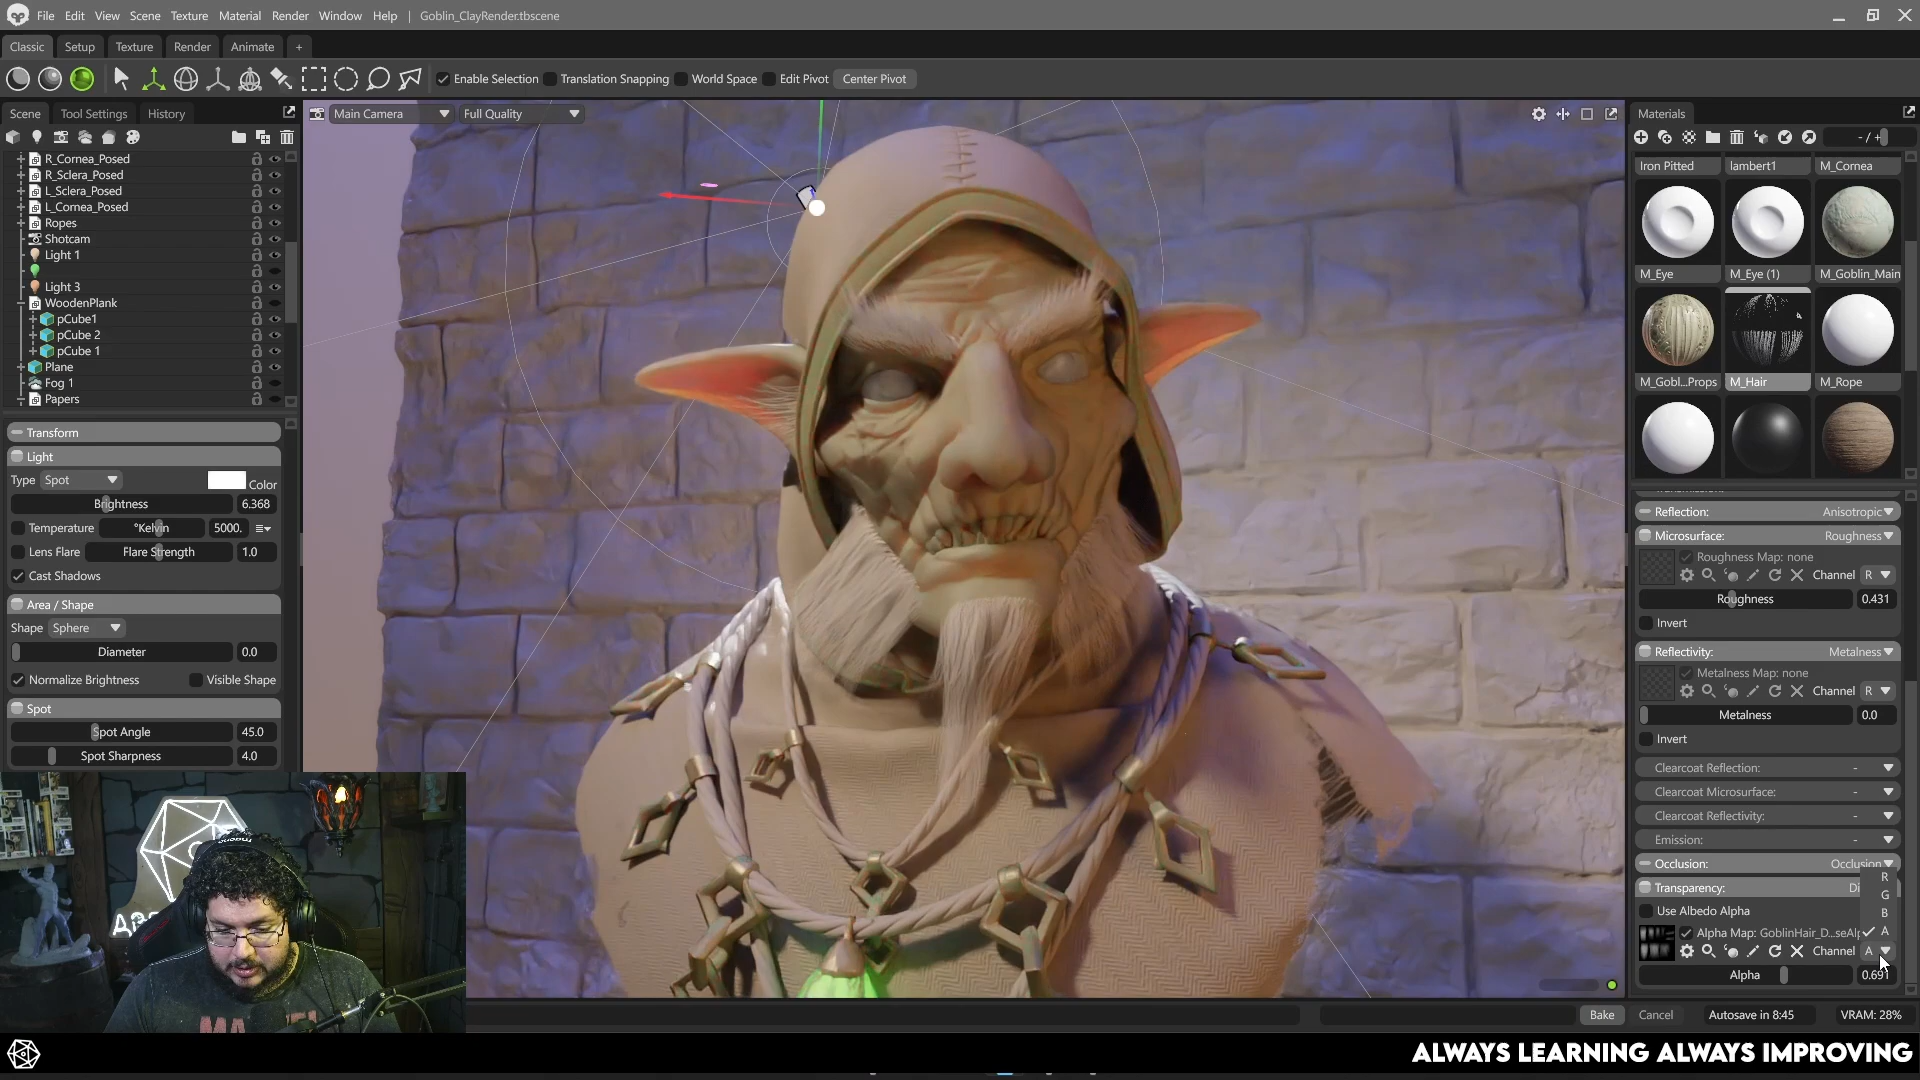 File Edit View Scene Texture Material Render Window Help | Goblin_ClayRender.tbscene
Classic Setup Texture Render Animate +
Enable Selection Translation Snapping World Space Edit Pivot Center Pivot
Scene Tool Settings History
Main Camera Full Quality
Materials
- / +
R_Cornea_Posed
R_Sclera_Posed
L_Sclera_Posed
L_Cornea_Posed
Ropes
Shotcam
Light 1
Light 3
WoodenPlank
pCube1
pCube 2
pCube 1
Plane
Fog 1
Papers
Transform
Light
Type Spot Color
Brightness 6.368
Temperature °Kelvin 5000.
Lens Flare Flare Strength 1.0
Cast Shadows
Area / Shape
Shape Sphere
Diameter 0.0
Normalize Brightness Visible Shape
Spot
Spot Angle 45.0
Spot Sharpness 4.0
Iron Pitted lambert1 M_Cornea
M_Eye M_Eye (1) M_Goblin_Main
M_Gobl...Props M_Hair M_Rope
Reflection: Anisotropic
Microsurface: Roughness
Roughness Map: none
Channel R
Roughness 0.431
Invert
Reflectivity: Metalness
Metalness Map: none
Channel R
Metalness 0.0
Invert
Clearcoat Reflection: -
Clearcoat Microsurface: -
Clearcoat Reflectivity: -
Emission: -
Occlusion: Occlusion
R
Transparency: Di
G
Use Albedo Alpha B
Alpha Map: GoblinHair_D...seAlp A
Channel A
Alpha 0.691
Bake Cancel Autosave in 8:45 VRAM: 28%
ALWAYS LEARNING ALWAYS IMPROVING